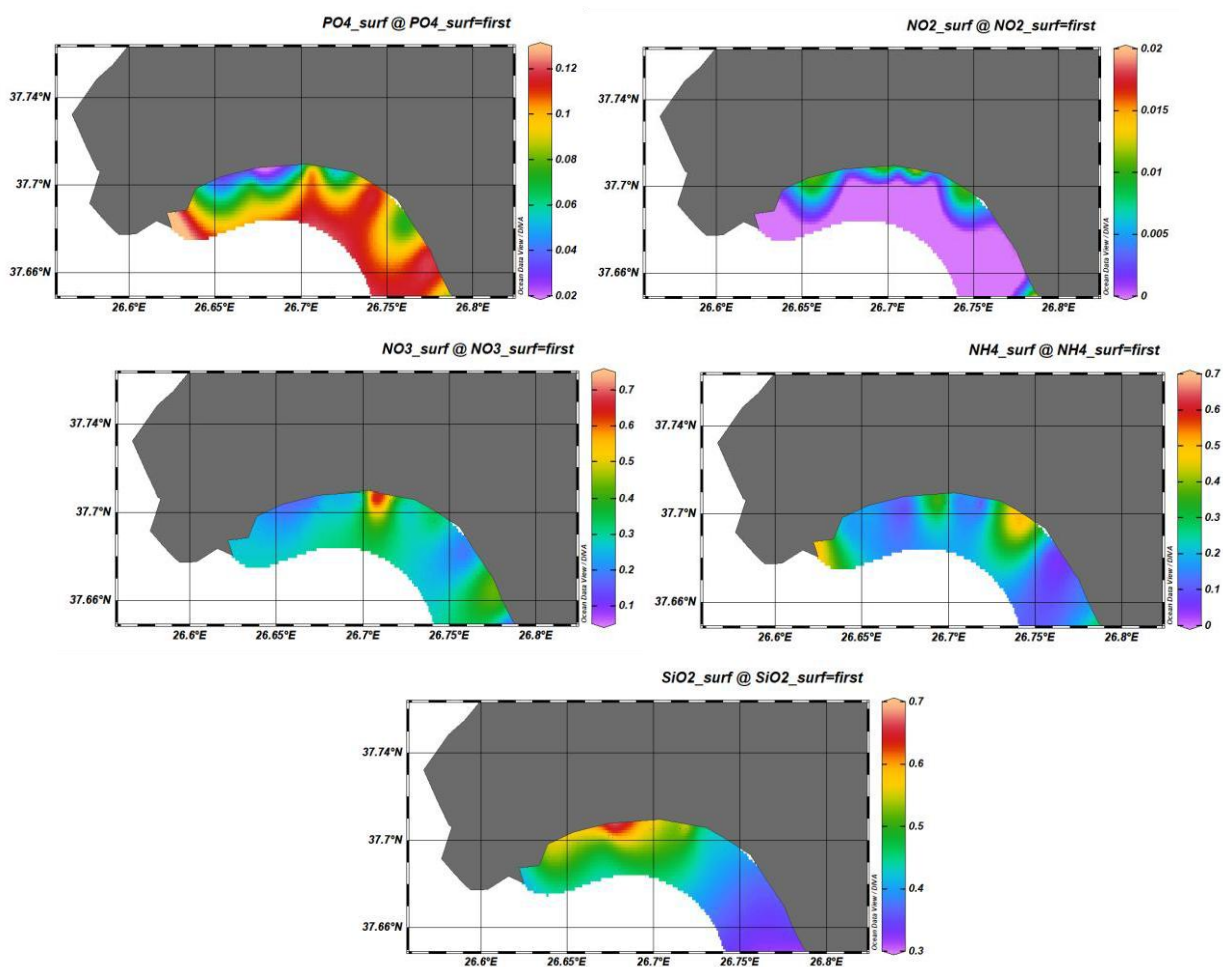 PO4_surf @ PO4_surf=first
37.74°N
37.7°N
37.66°N
26.6°E
26.65°E
26.7°E
26.75°E
26.8°E
0.12
0.1
0.08
0.06
0.04
0.02
Ocean Data View / DIVA
NO2_surf @ NO2_surf=first
37.74°N
37.7°N
37.66°N
26.6°E
26.65°E
26.7°E
26.75°E
26.8°E
0.02
0.015
0.01
0.005
0
Ocean Data View / DIVA
NO3_surf @ NO3_surf=first
37.74°N
37.7°N
37.66°N
26.6°E
26.65°E
26.7°E
26.75°E
26.8°E
0.7
0.6
0.5
0.4
0.3
0.2
0.1
Ocean Data View / DIVA
NH4_surf @ NH4_surf=first
37.74°N
37.7°N
37.66°N
26.6°E
26.65°E
26.7°E
26.75°E
26.8°E
0.7
0.6
0.5
0.4
0.3
0.2
0.1
0
Ocean Data View / DIVA
SiO2_surf @ SiO2_surf=first
37.74°N
37.7°N
37.66°N
26.6°E
26.65°E
26.7°E
26.75°E
26.8°E
0.7
0.6
0.5
0.4
0.3
Ocean Data View / DIVA